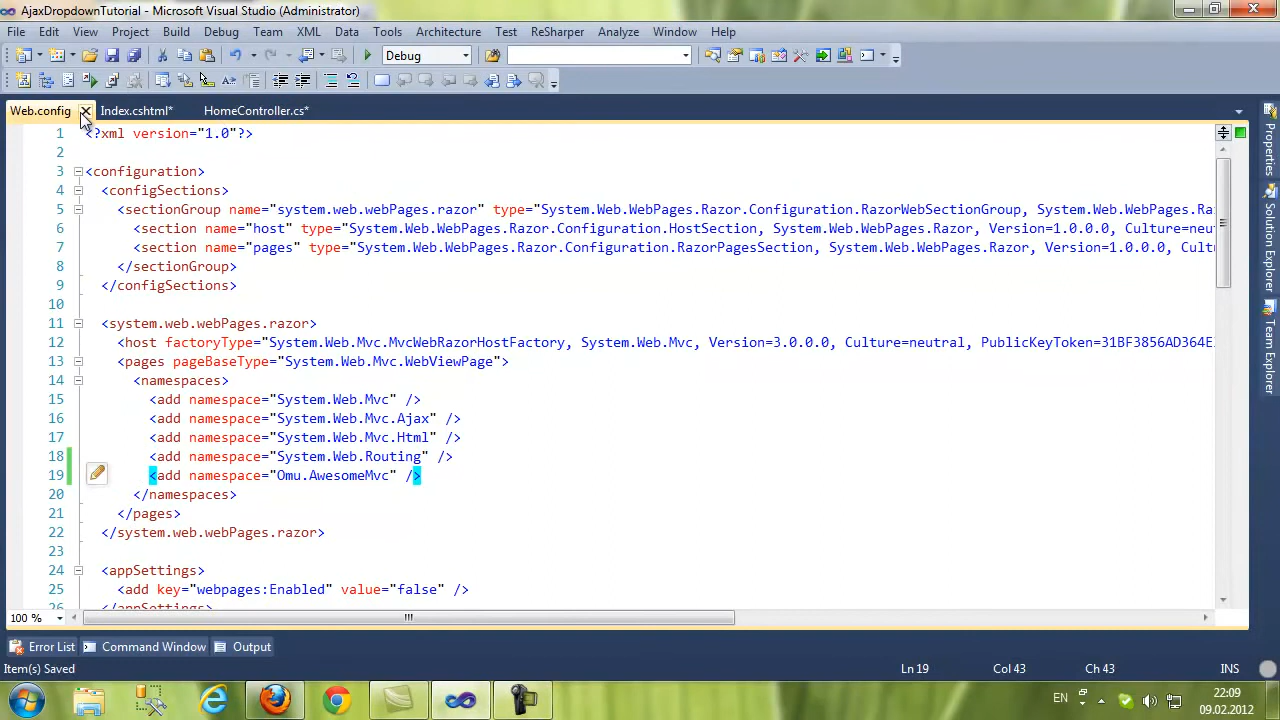 AjaxDropdownTutorial - Microsoft Visual Studio (Administrator)
File Edit View Project Build Debug Team XML Data Tools Architecture Test ReSharper Analyze Window Help
Debug
Web.config Index.cshtml* HomeController.cs*
1 <?xml version="1.0"?>
2
3 <configuration>
4 <configSections>
5 <sectionGroup name="system.web.webPages.razor" type="System.Web.WebPages.Razor.Configuration.RazorWebSectionGroup, System.Web.WebPages.Ra
6 <section name="host" type="System.Web.WebPages.Razor.Configuration.HostSection, System.Web.WebPages.Razor, Version=1.0.0.0, Culture=neut
7 <section name="pages" type="System.Web.WebPages.Razor.Configuration.RazorPagesSection, System.Web.WebPages.Razor, Version=1.0.0.0, Cult
8 </sectionGroup>
9 </configSections>
10
11 <system.web.webPages.razor>
12 <host factoryType="System.Web.Mvc.MvcWebRazorHostFactory, System.Web.Mvc, Version=3.0.0.0, Culture=neutral, PublicKeyToken=31BF3856AD364E
13 <pages pageBaseType="System.Web.Mvc.WebViewPage">
14 <namespaces>
15 <add namespace="System.Web.Mvc" />
16 <add namespace="System.Web.Mvc.Ajax" />
17 <add namespace="System.Web.Mvc.Html" />
18 <add namespace="System.Web.Routing" />
19 <add namespace="Omu.AwesomeMvc" />
20 </namespaces>
21 </pages>
22 </system.web.webPages.razor>
23
24 <appSettings>
25 <add key="webpages:Enabled" value="false" />
26 </appSettings>
100 %
Properties
Solution Explorer
Team Explorer
Error List Command Window Output
Item(s) Saved Ln 19 Col 43 Ch 43 INS
EN 22:09
09.02.2012